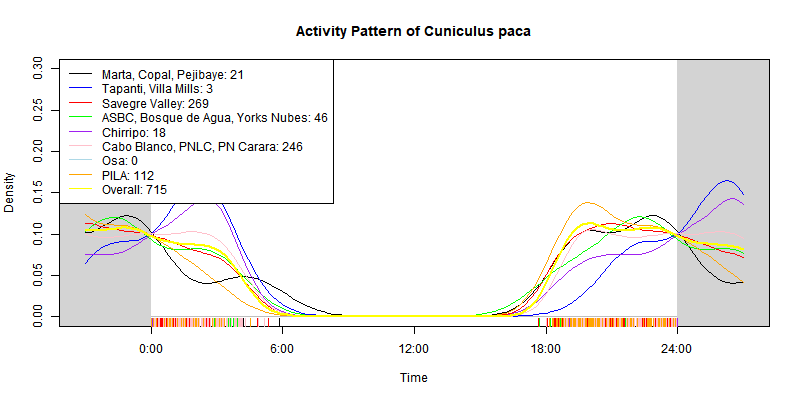 Activity Pattern of Cuniculus paca
Marta, Copal, Pejibaye: 21
Tapanti, Villa Mills: 3
Savegre Valley: 269
ASBC, Bosque de Agua, Yorks Nubes: 46
Chirripo: 18
Cabo Blanco, PNLC, PN Carara: 246
Osa: 0
PILA: 112
Overall: 715
Density
0.30
0.25
0.20
0.15
0.10
0.05
0.00
0:00 6:00 12:00 18:00 24:00
Time